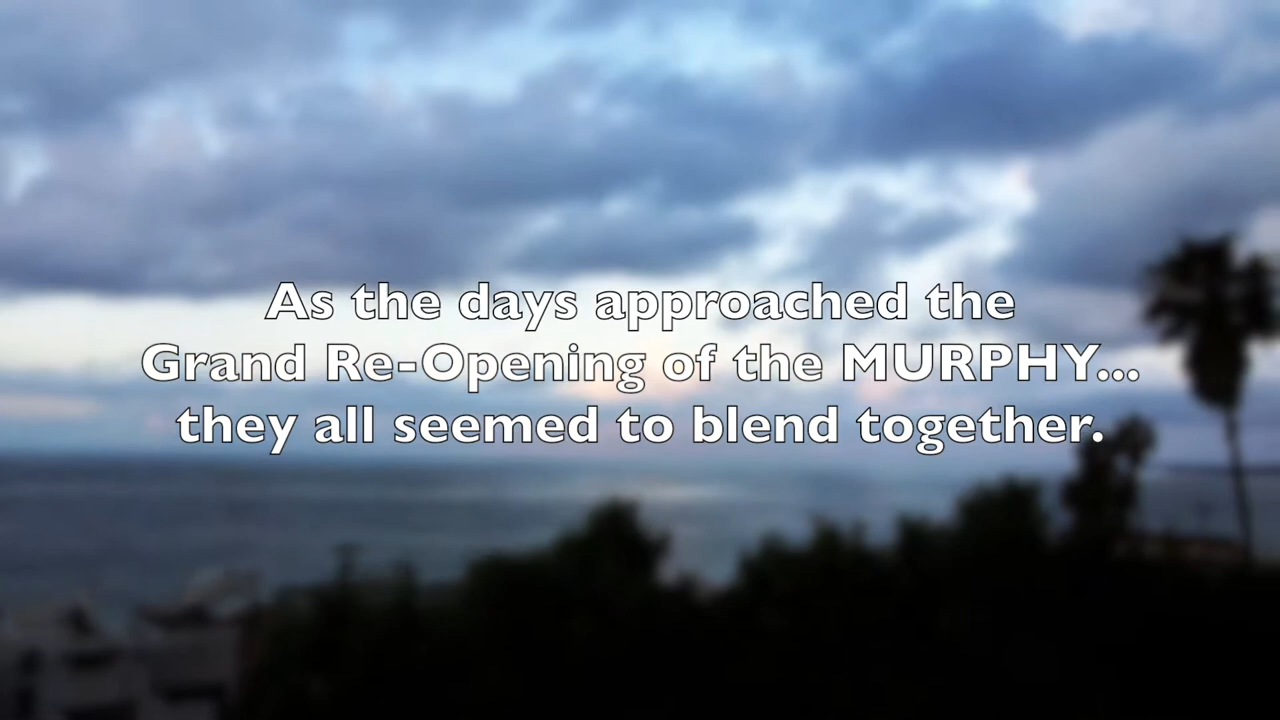 As the days approached the
Grand Re-Opening of the MURPHY...
they all seemed to blend together.